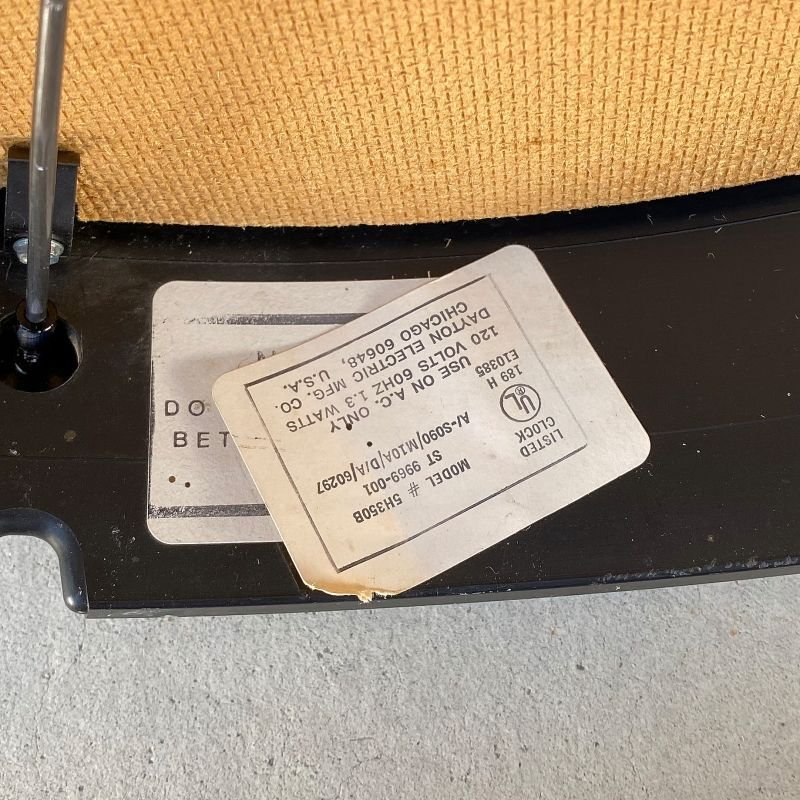 MODEL # 5H350B
ST 9969-001
A/-S090/M10A/D/A/60297
LISTED
CLOCK
UL
189 H
E10385
USE ON A.C. ONLY
120 VOLTS 60HZ 1.3 WATTS
DAYTON ELECTRIC MFG. CO.
CHICAGO 60648, U.S.A.
DO
BET